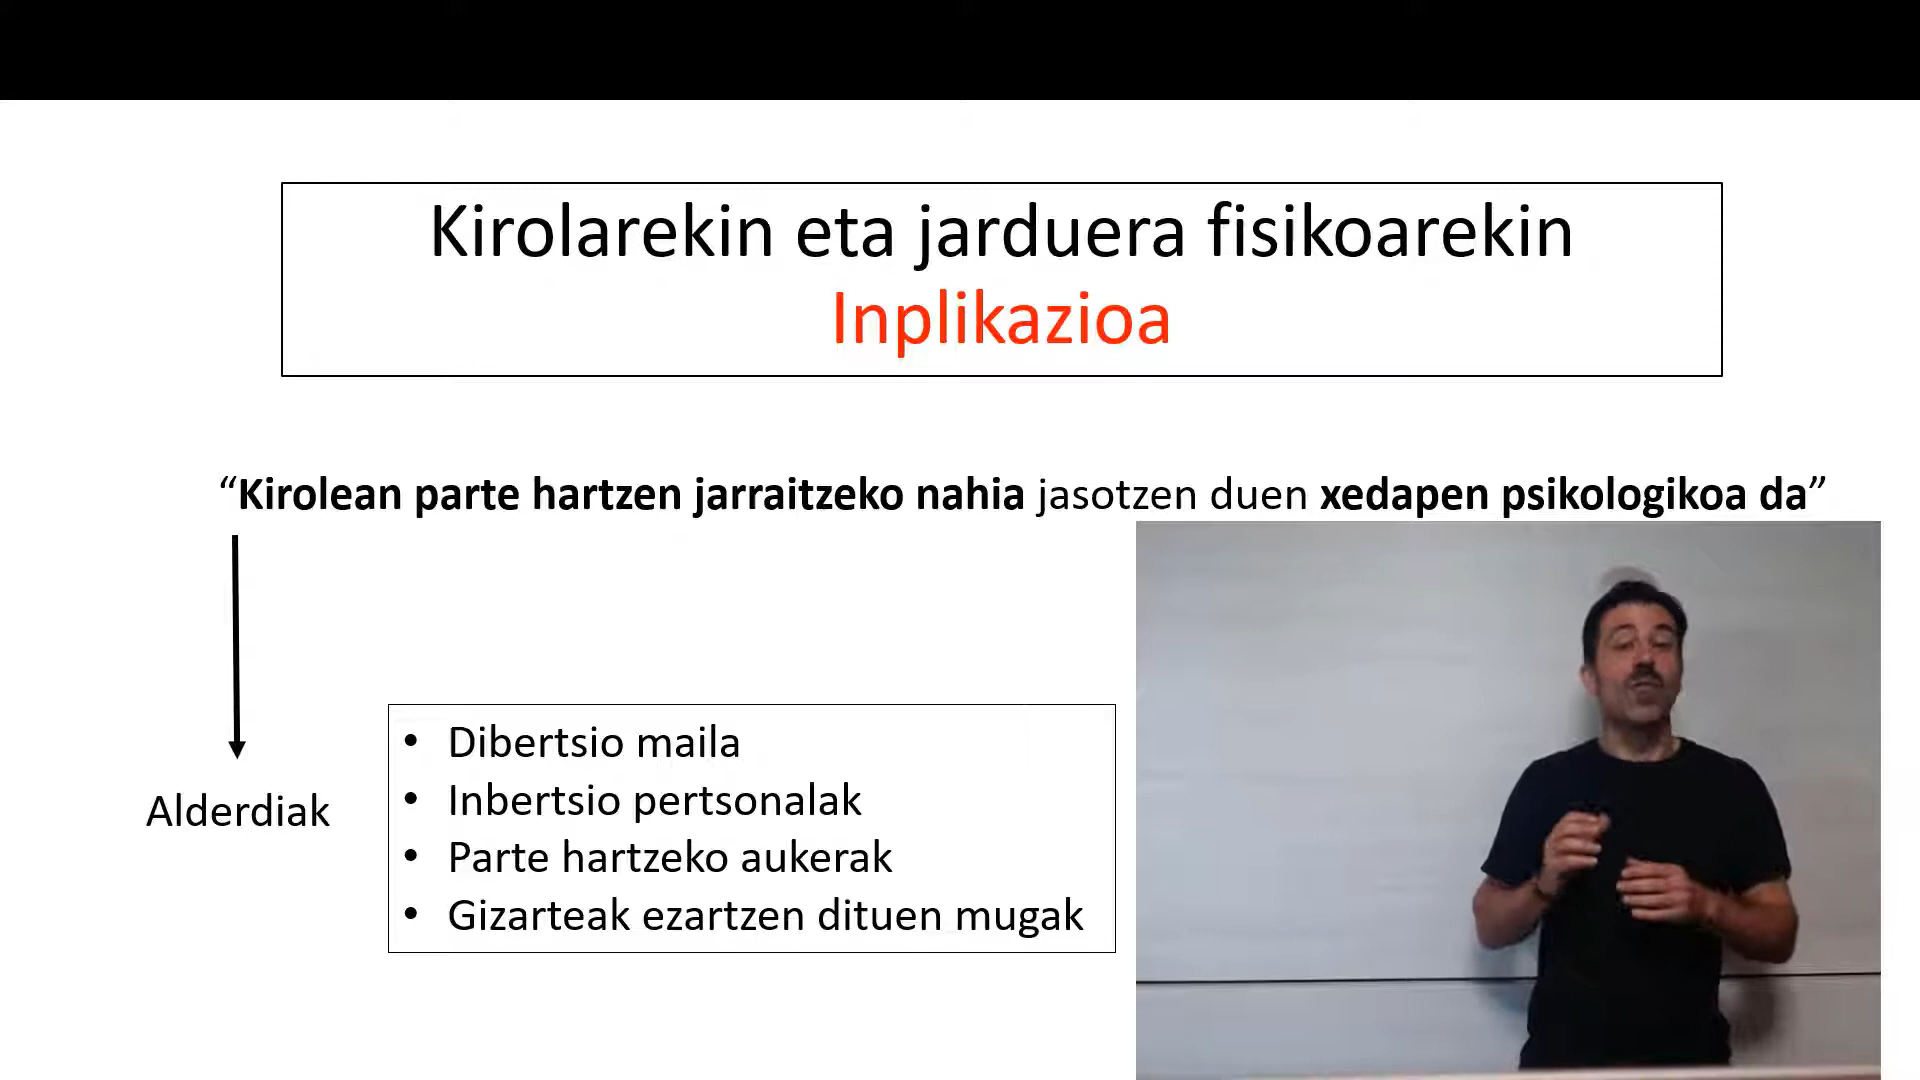 Kirolarekin eta jarduera fisikoarekin
Inplikazioa
“Kirolean parte hartzen jarraitzeko nahia jasotzen duen xedapen psikologikoa da”
Alderdiak
• Dibertsio maila
• Inbertsio pertsonalak
• Parte hartzeko aukerak
• Gizarteak ezartzen dituen mugak